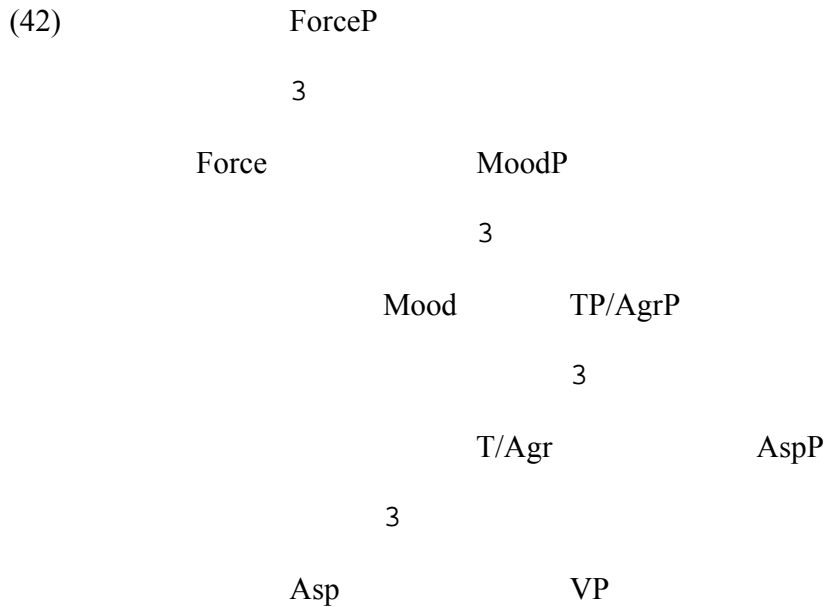 (42) ForceP
3
Force MoodP
3
Mood TP/AgrP
3
T/Agr AspP
3
Asp VP